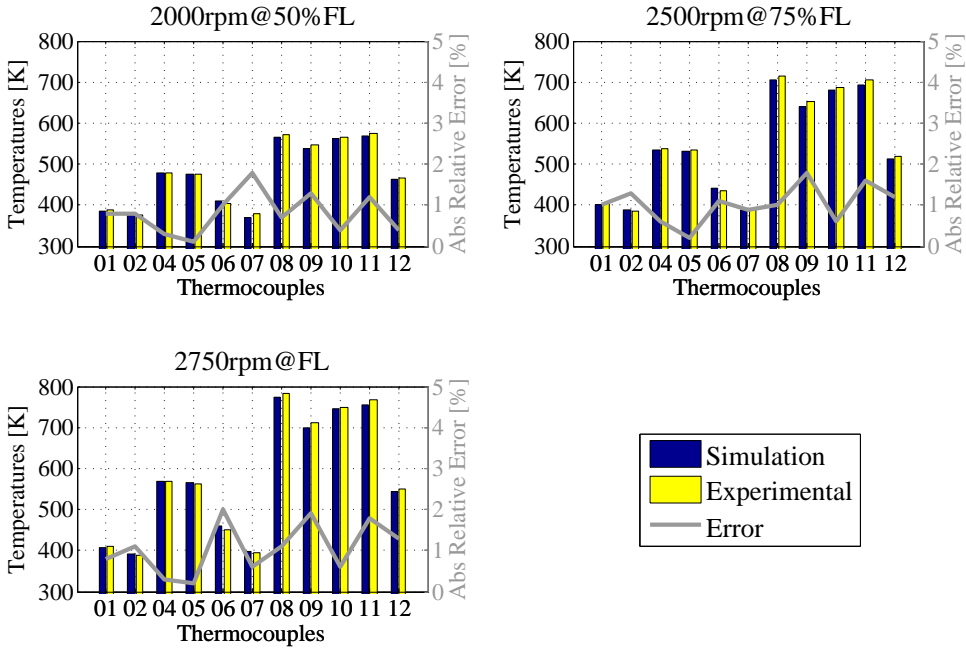 2000rpm@50%FL
Temperatures [K]
800
700
600
500
400
300
5
4
3
2
1
0
Abs Relative Error [%]
01 02 04 05 06 07 08 09 10 11 12
Thermocouples
2500rpm@75%FL
Temperatures [K]
800
700
600
500
400
300
5
4
3
2
1
0
Abs Relative Error [%]
01 02 04 05 06 07 08 09 10 11 12
Thermocouples
2750rpm@FL
Temperatures [K]
800
700
600
500
400
300
5
4
3
2
1
0
Abs Relative Error [%]
01 02 04 05 06 07 08 09 10 11 12
Thermocouples
Simulation
Experimental
Error